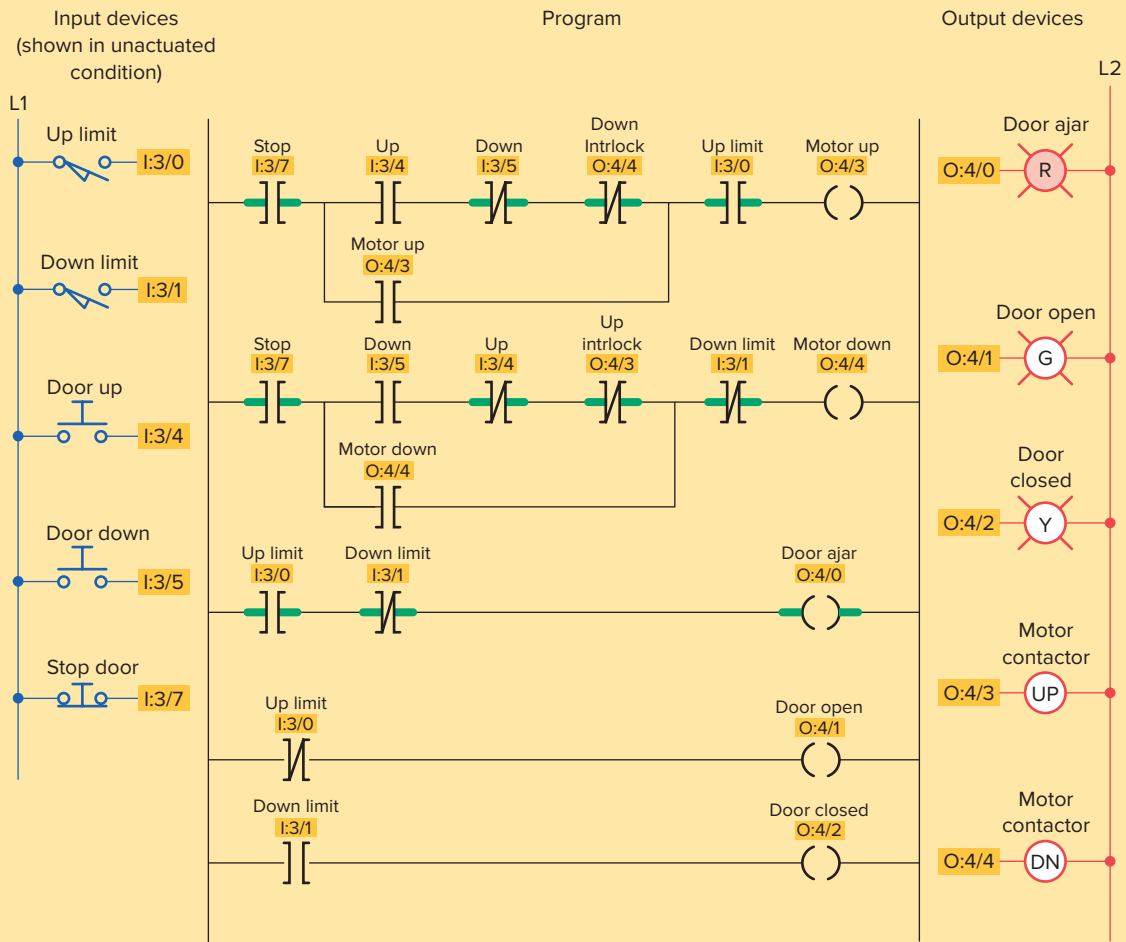 Input devices
(shown in unactuated
condition)
Program
Output devices
L1
L2
Up limit
I:3/0
Down limit
I:3/1
Door up
I:3/4
Door down
I:3/5
Stop door
I:3/7
Stop
I:3/7
Up
I:3/4
Down
I:3/5
Down
Intrlock
O:4/4
Up limit
I:3/0
Motor up
O:4/3
Motor up
O:4/3
Stop
I:3/7
Down
I:3/5
Up
I:3/4
Up
intrlock
O:4/3
Down limit
I:3/1
Motor down
O:4/4
Motor down
O:4/4
Up limit
I:3/0
Down limit
I:3/1
Door ajar
O:4/0
Up limit
I:3/0
Door open
O:4/1
Down limit
I:3/1
Door closed
O:4/2
Door ajar
O:4/0
R
Door open
O:4/1
G
Door
closed
O:4/2
Y
Motor
contactor
O:4/3
UP
Motor
contactor
O:4/4
DN